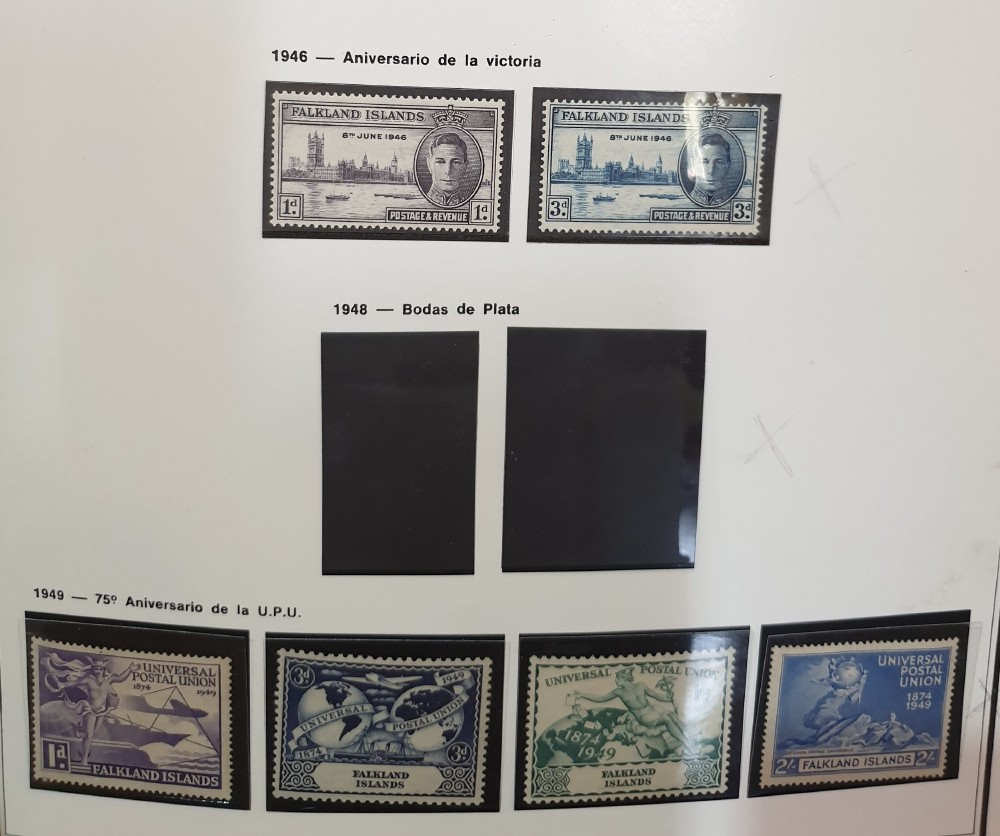 1946 — Aniversario de la victoria
FALKLAND ISLANDS
8TH JUNE 1946
1d 1d
POSTAGE & REVENUE
FALKLAND ISLANDS
8TH JUNE 1946
3d 3d
POSTAGE & REVENUE
1948 — Bodas de Plata
1949 — 75º Aniversario de la U.P.U.
UNIVERSAL
POSTAL UNION
1874 1949
1d
FALKLAND ISLANDS
3d 1949
UNIVERSAL POSTAL UNION
1874 3d
FALKLAND
ISLANDS
UNIVERSAL POSTAL UNION
1874
1949
FALKLAND
ISLANDS
UNIVERSAL
POSTAL
UNION
1874
1949
2/- FALKLAND ISLANDS 2/-